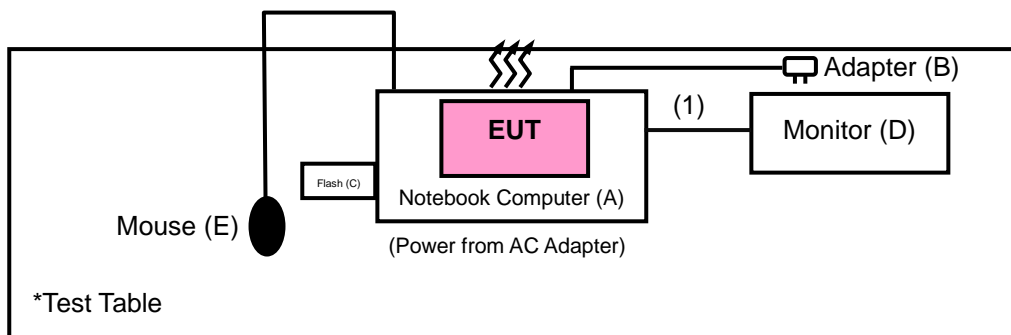 Adapter (B)
(1)
EUT
Monitor (D)
Flash (C)
Notebook Computer (A)
Mouse (E)
(Power from AC Adapter)
*Test Table